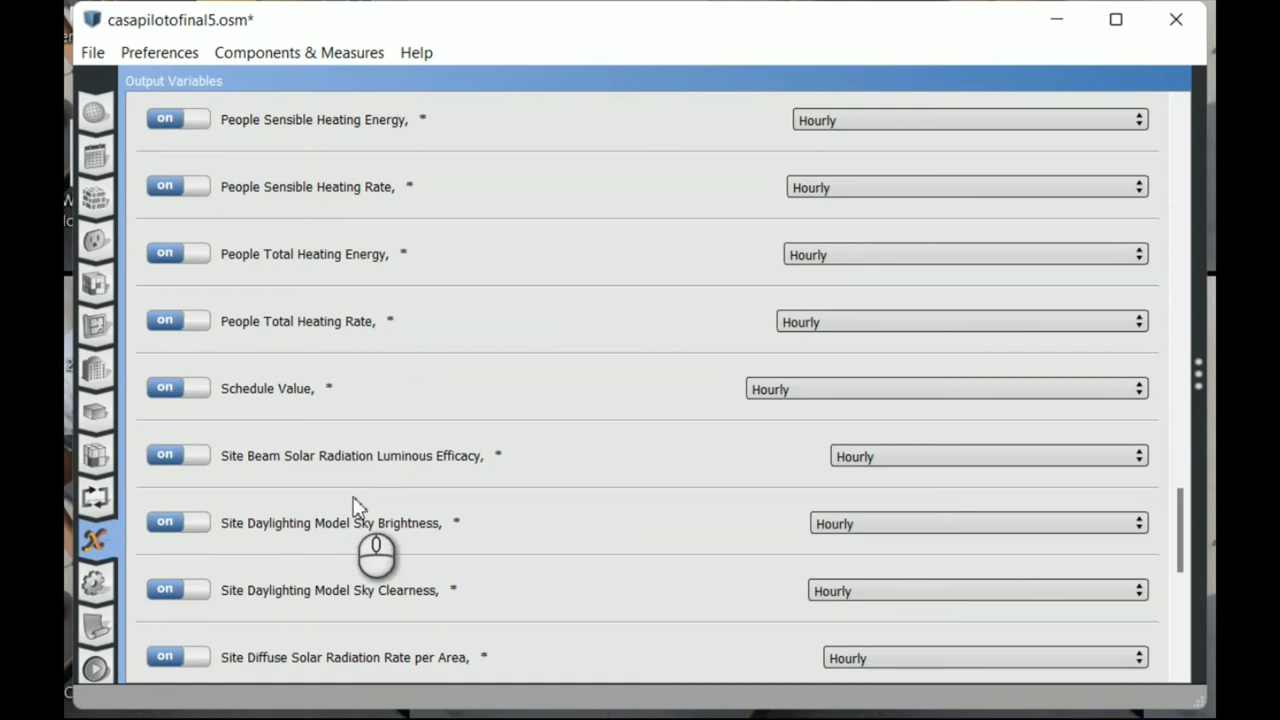 casapilotofinal5.osm*
File Preferences Components & Measures Help
Output Variables
on People Sensible Heating Energy, * Hourly
on People Sensible Heating Rate, * Hourly
on People Total Heating Energy, * Hourly
on People Total Heating Rate, * Hourly
on Schedule Value, * Hourly
on Site Beam Solar Radiation Luminous Efficacy, * Hourly
on Site Daylighting Model Sky Brightness, * Hourly
on Site Daylighting Model Sky Clearness, * Hourly
on Site Diffuse Solar Radiation Rate per Area, * Hourly